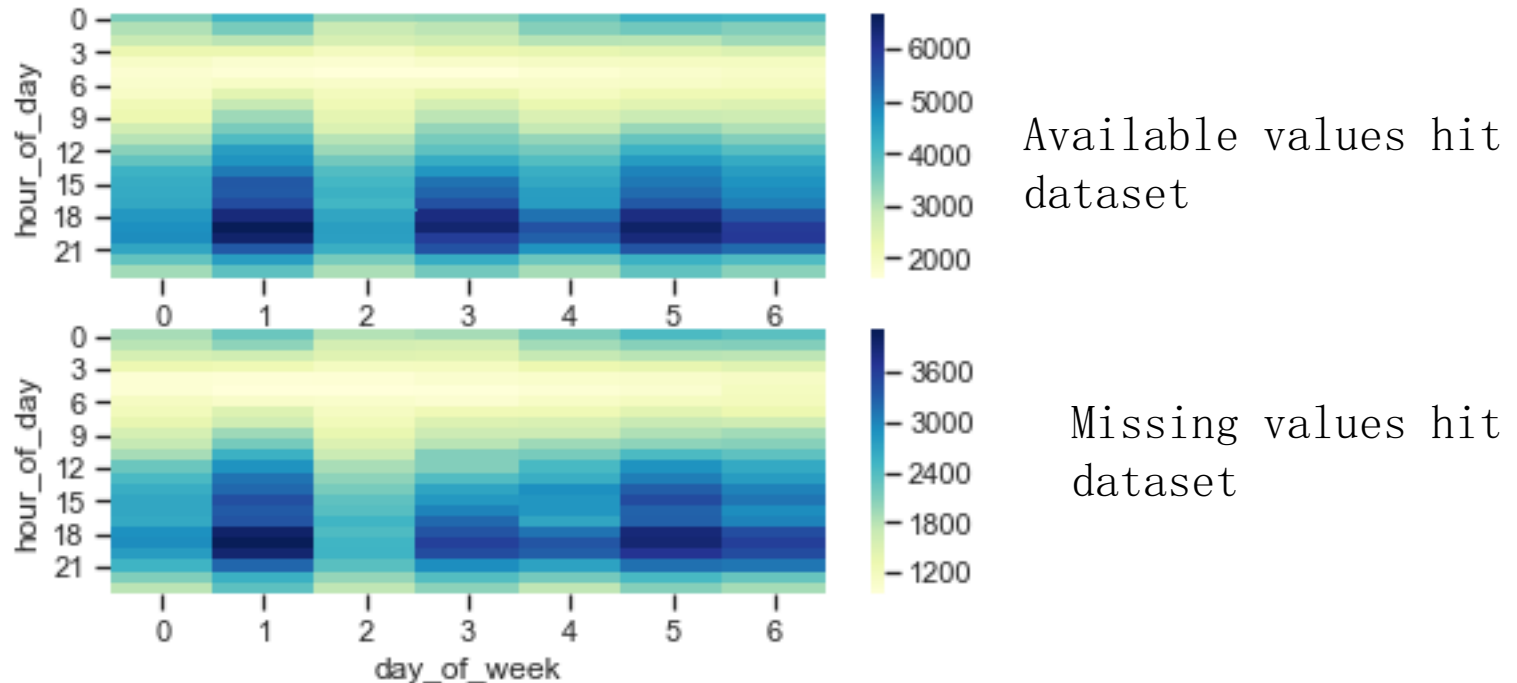 hour_of_day
0
3
6
9
12
15
18
21
0 1 2 3 4 5 6
6000
5000
4000
3000
2000
Available values hit
dataset
hour_of_day
0
3
6
9
12
15
18
21
0 1 2 3 4 5 6
day_of_week
3600
3000
2400
1800
1200
Missing values hit
dataset